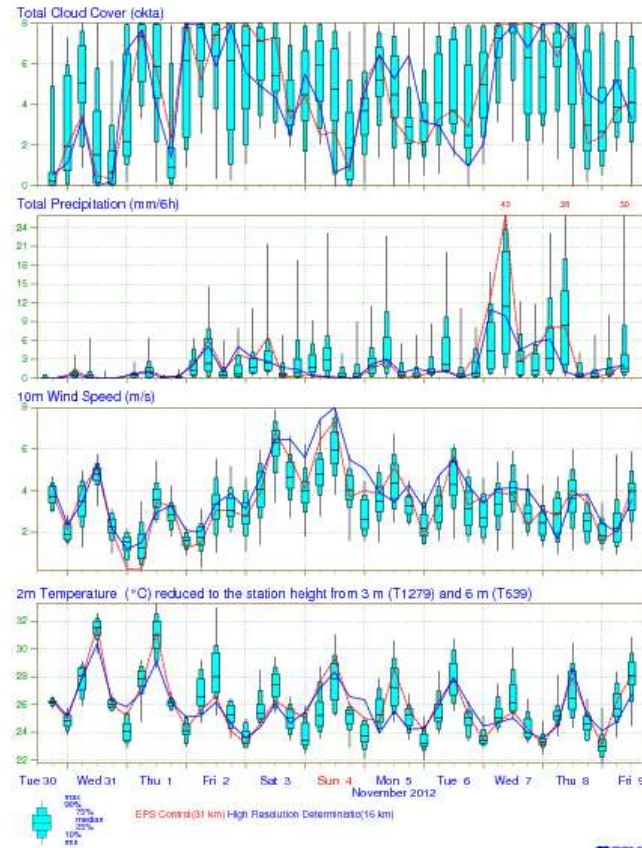 Total Cloud Cover (okta)
8
6
4
2
0
Total Precipitation (mm/6h)
43 26 50
24
21
18
15
12
9
6
3
0
10m Wind Speed (m/s)
8
6
4
2
2m Temperature (°C) reduced to the station height from 3 m (T1279) and 6 m (T639)
32
30
28
26
24
22
Tue 30 Wed 31 Thu 1 Fri 2 Sat 3 Sun 4 Mon 5 Tue 6 Wed 7 Thu 8 Fri 9
November 2012
max
90%
75%
median
25%
10%
min
EPS Control(31 km) High Resolution Deterministic(16 km)